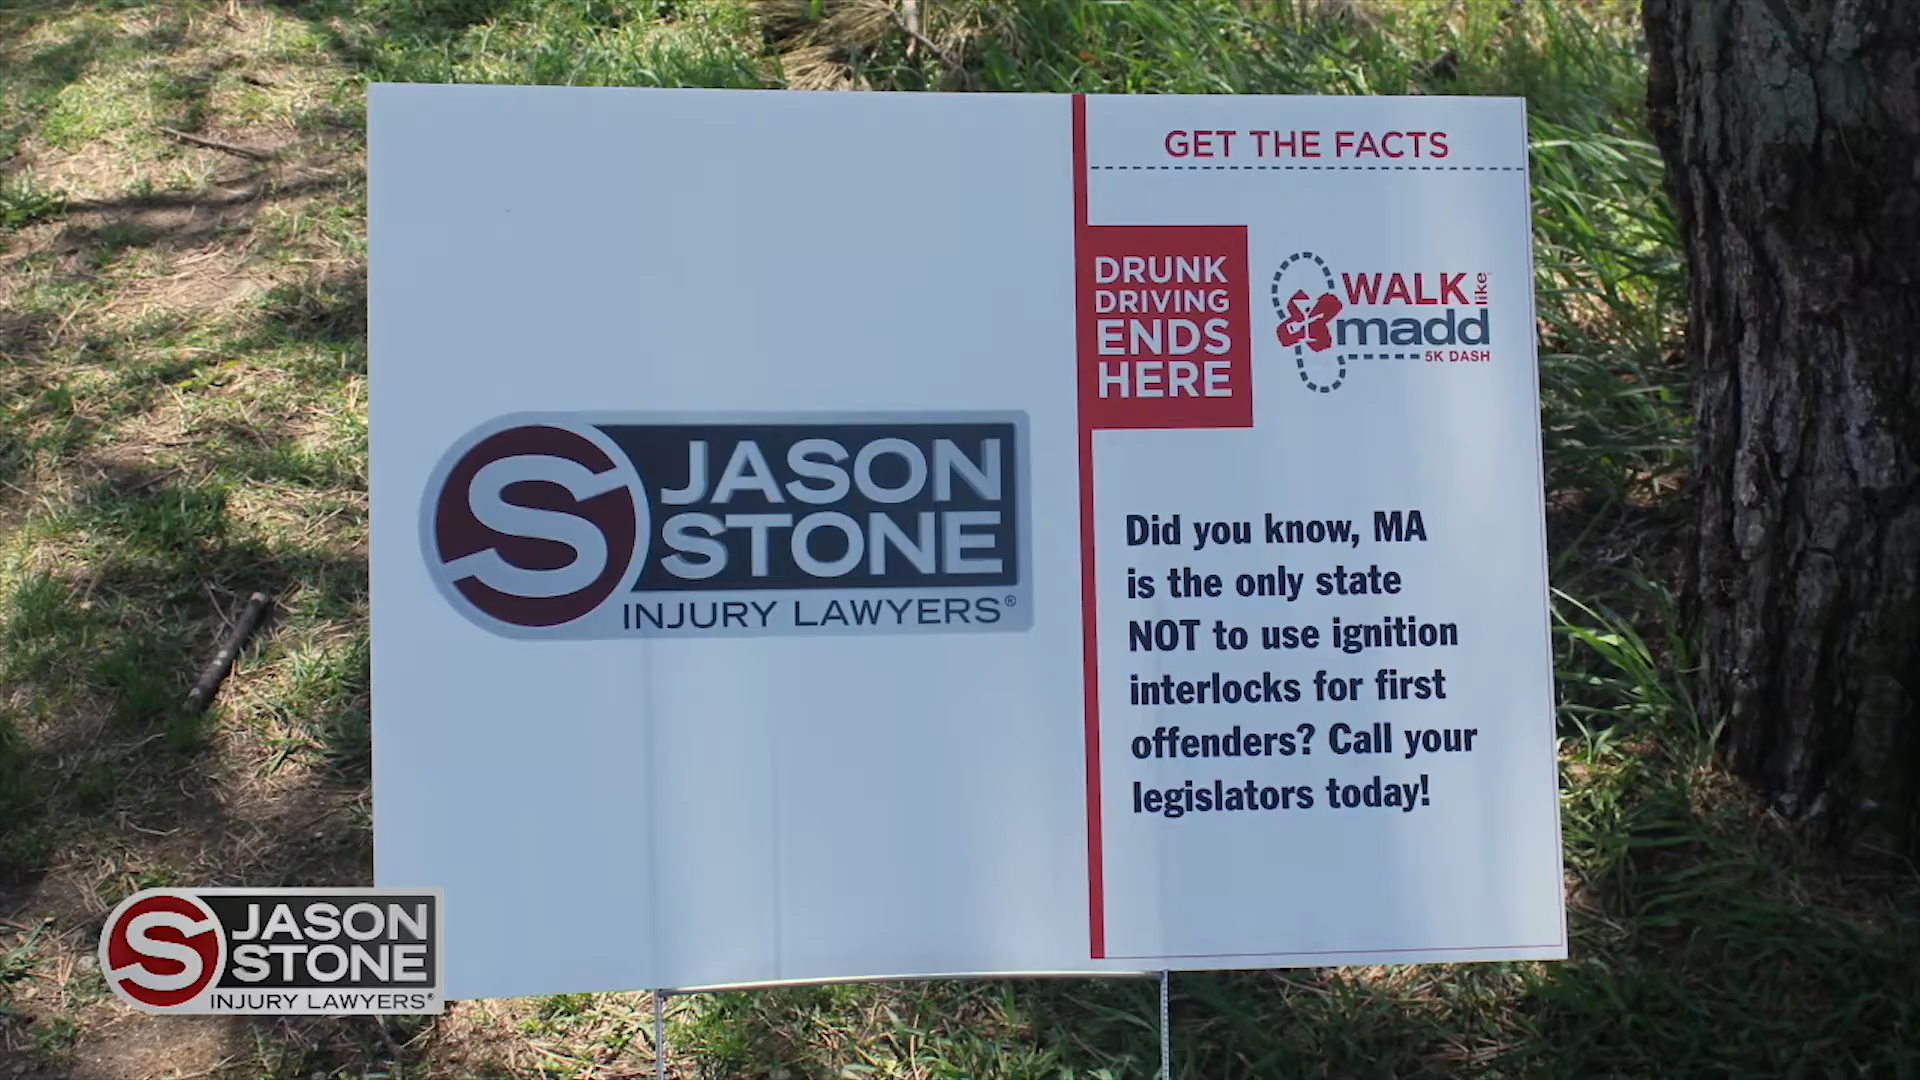 GET THE FACTS
DRUNK
DRIVING
ENDS
HERE
WALK like™
madd
5K DASH
S JASON
STONE
INJURY LAWYERS®
Did you know, MA
is the only state
NOT to use ignition
interlocks for first
offenders? Call your
legislators today!
S JASON
STONE
INJURY LAWYERS®